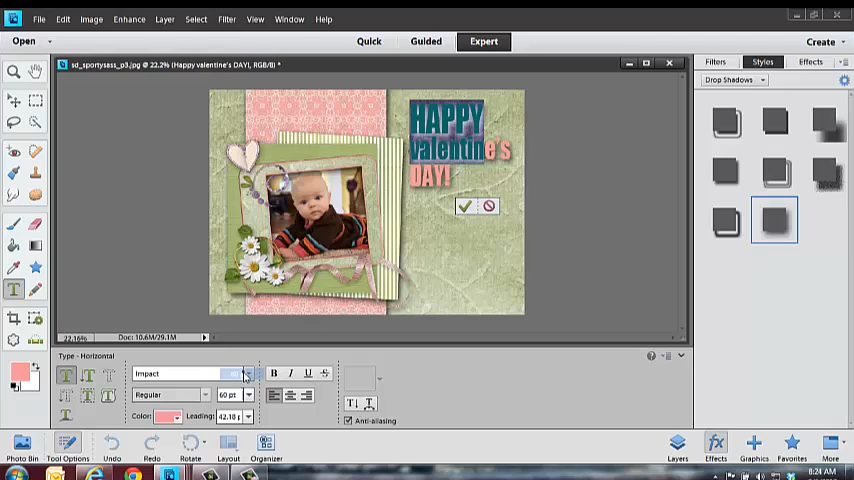 File Edit Image Enhance Layer Select Filter View Window Help
Open Quick Guided Expert Create
sd_sportysass_p3.jpg @ 22.2% (Happy valentine's DAY!, RGB/8) *
Filters Styles Effects
Drop Shadows
HAPPY
valentine's
DAY!
22.16% Doc: 10.6M/29.1M
Type - Horizontal
Impact
Regular 60 pt
Color: Leading: 42.18
Anti-aliasing
Photo Bin Tool Options Undo Redo Rotate Layout Organizer Layers Effects Graphics Favorites More
8:24 AM